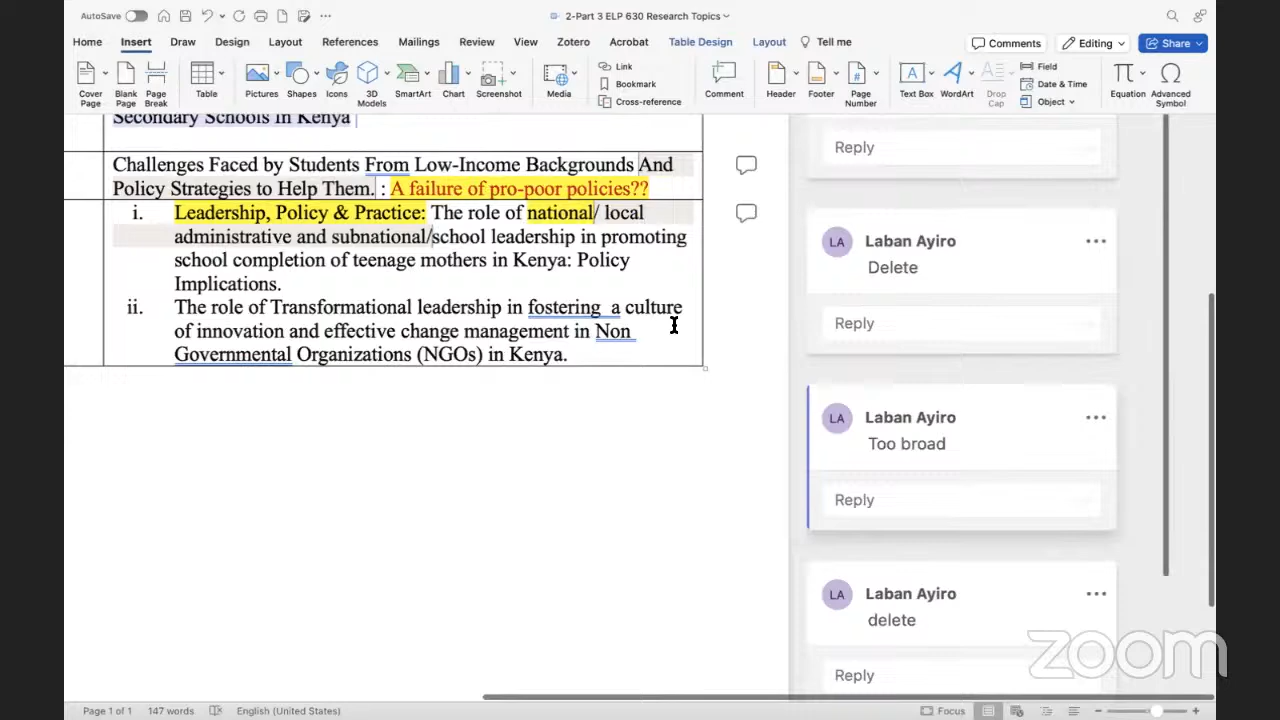 AutoSave
2-Part 3 ELP 630 Research Topics
Home Insert Draw Design Layout References Mailings Review View Zotero Acrobat Table Design Layout Tell me Comments Editing Share
Cover Page
Blank Page
Page Break
Table
Pictures
Shapes
Icons
3D Models
SmartArt
Chart
Screenshot
Media
Link
Bookmark
Cross-reference
Comment
Header
Footer
Page Number
Text Box
WordArt
Drop Cap
Field
Date & Time
Object
Equation
Advanced Symbol
Secondary Schools In Kenya
Challenges Faced by Students From Low-Income Backgrounds And
Policy Strategies to Help Them. : A failure of pro-poor policies??
i. Leadership, Policy & Practice: The role of national/ local
administrative and subnational/school leadership in promoting
school completion of teenage mothers in Kenya: Policy
Implications.
ii. The role of Transformational leadership in fostering a culture
of innovation and effective change management in Non
Governmental Organizations (NGOs) in Kenya.
Reply
LA Laban Ayiro
Delete
Reply
LA Laban Ayiro
Too broad
Reply
LA Laban Ayiro
delete
Reply
zoom
Page 1 of 1 147 words English (United States) Focus